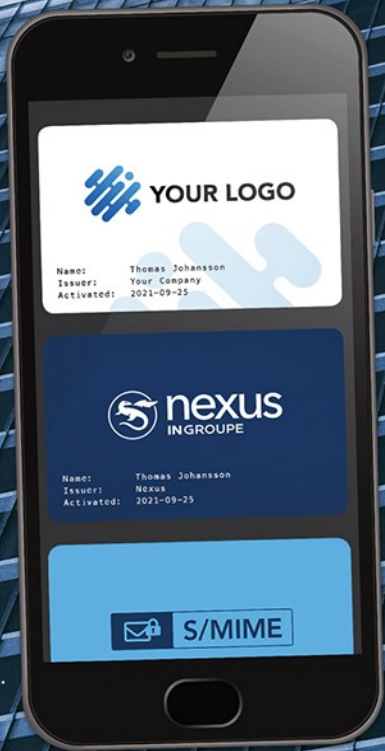 YOUR LOGO
Name: Thomas Johansson
Issuer: Your Company
Activated: 2021-09-25
nexus
INGROUPE
Name: Thomas Johansson
Issuer: Nexus
Activated: 2021-09-25
S/MIME